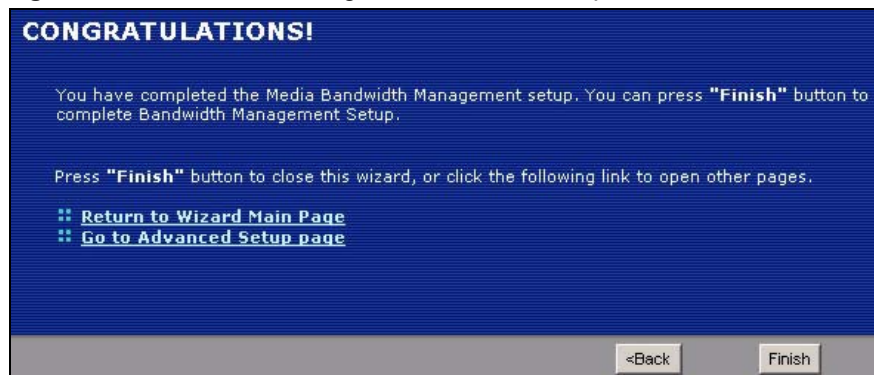 CONGRATULATIONS!
You have completed the Media Bandwidth Management setup. You can press "Finish" button to
complete Bandwidth Management Setup.
Press "Finish" button to close this wizard, or click the following link to open other pages.
Return to Wizard Main Page
Go to Advanced Setup page
<Back
Finish